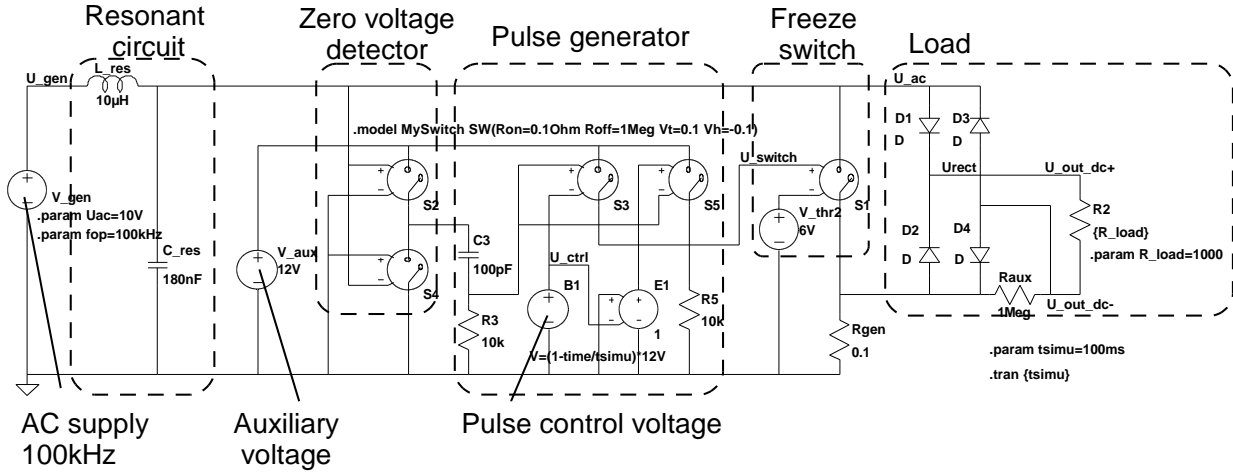 Resonant
circuit
Zero voltage
detector
Pulse generator
Freeze
switch
Load
U_gen
L_res
10µH
U_ac
.model MySwitch SW(Ron=0.1Ohm Roff=1Meg Vt=0.1 Vh=-0.1)
D1
D
D3
D
U_switch
Urect
U_out_dc+
V_gen
.param Uac=10V
.param fop=100kHz
S2
S3
S5
S1
V_thr2
6V
R2
{R_load}
.param R_load=1000
C_res
180nF
V_aux
12V
C3
100pF
U_ctrl
D2
D
D4
D
S4
B1
E1
1
Raux
1Meg
U_out_dc-
R3
10k
R5
10k
Rgen
0.1
V=(1-time/tsimu)*12V
.param tsimu=100ms
.tran {tsimu}
AC supply
100kHz
Auxiliary
voltage
Pulse control voltage